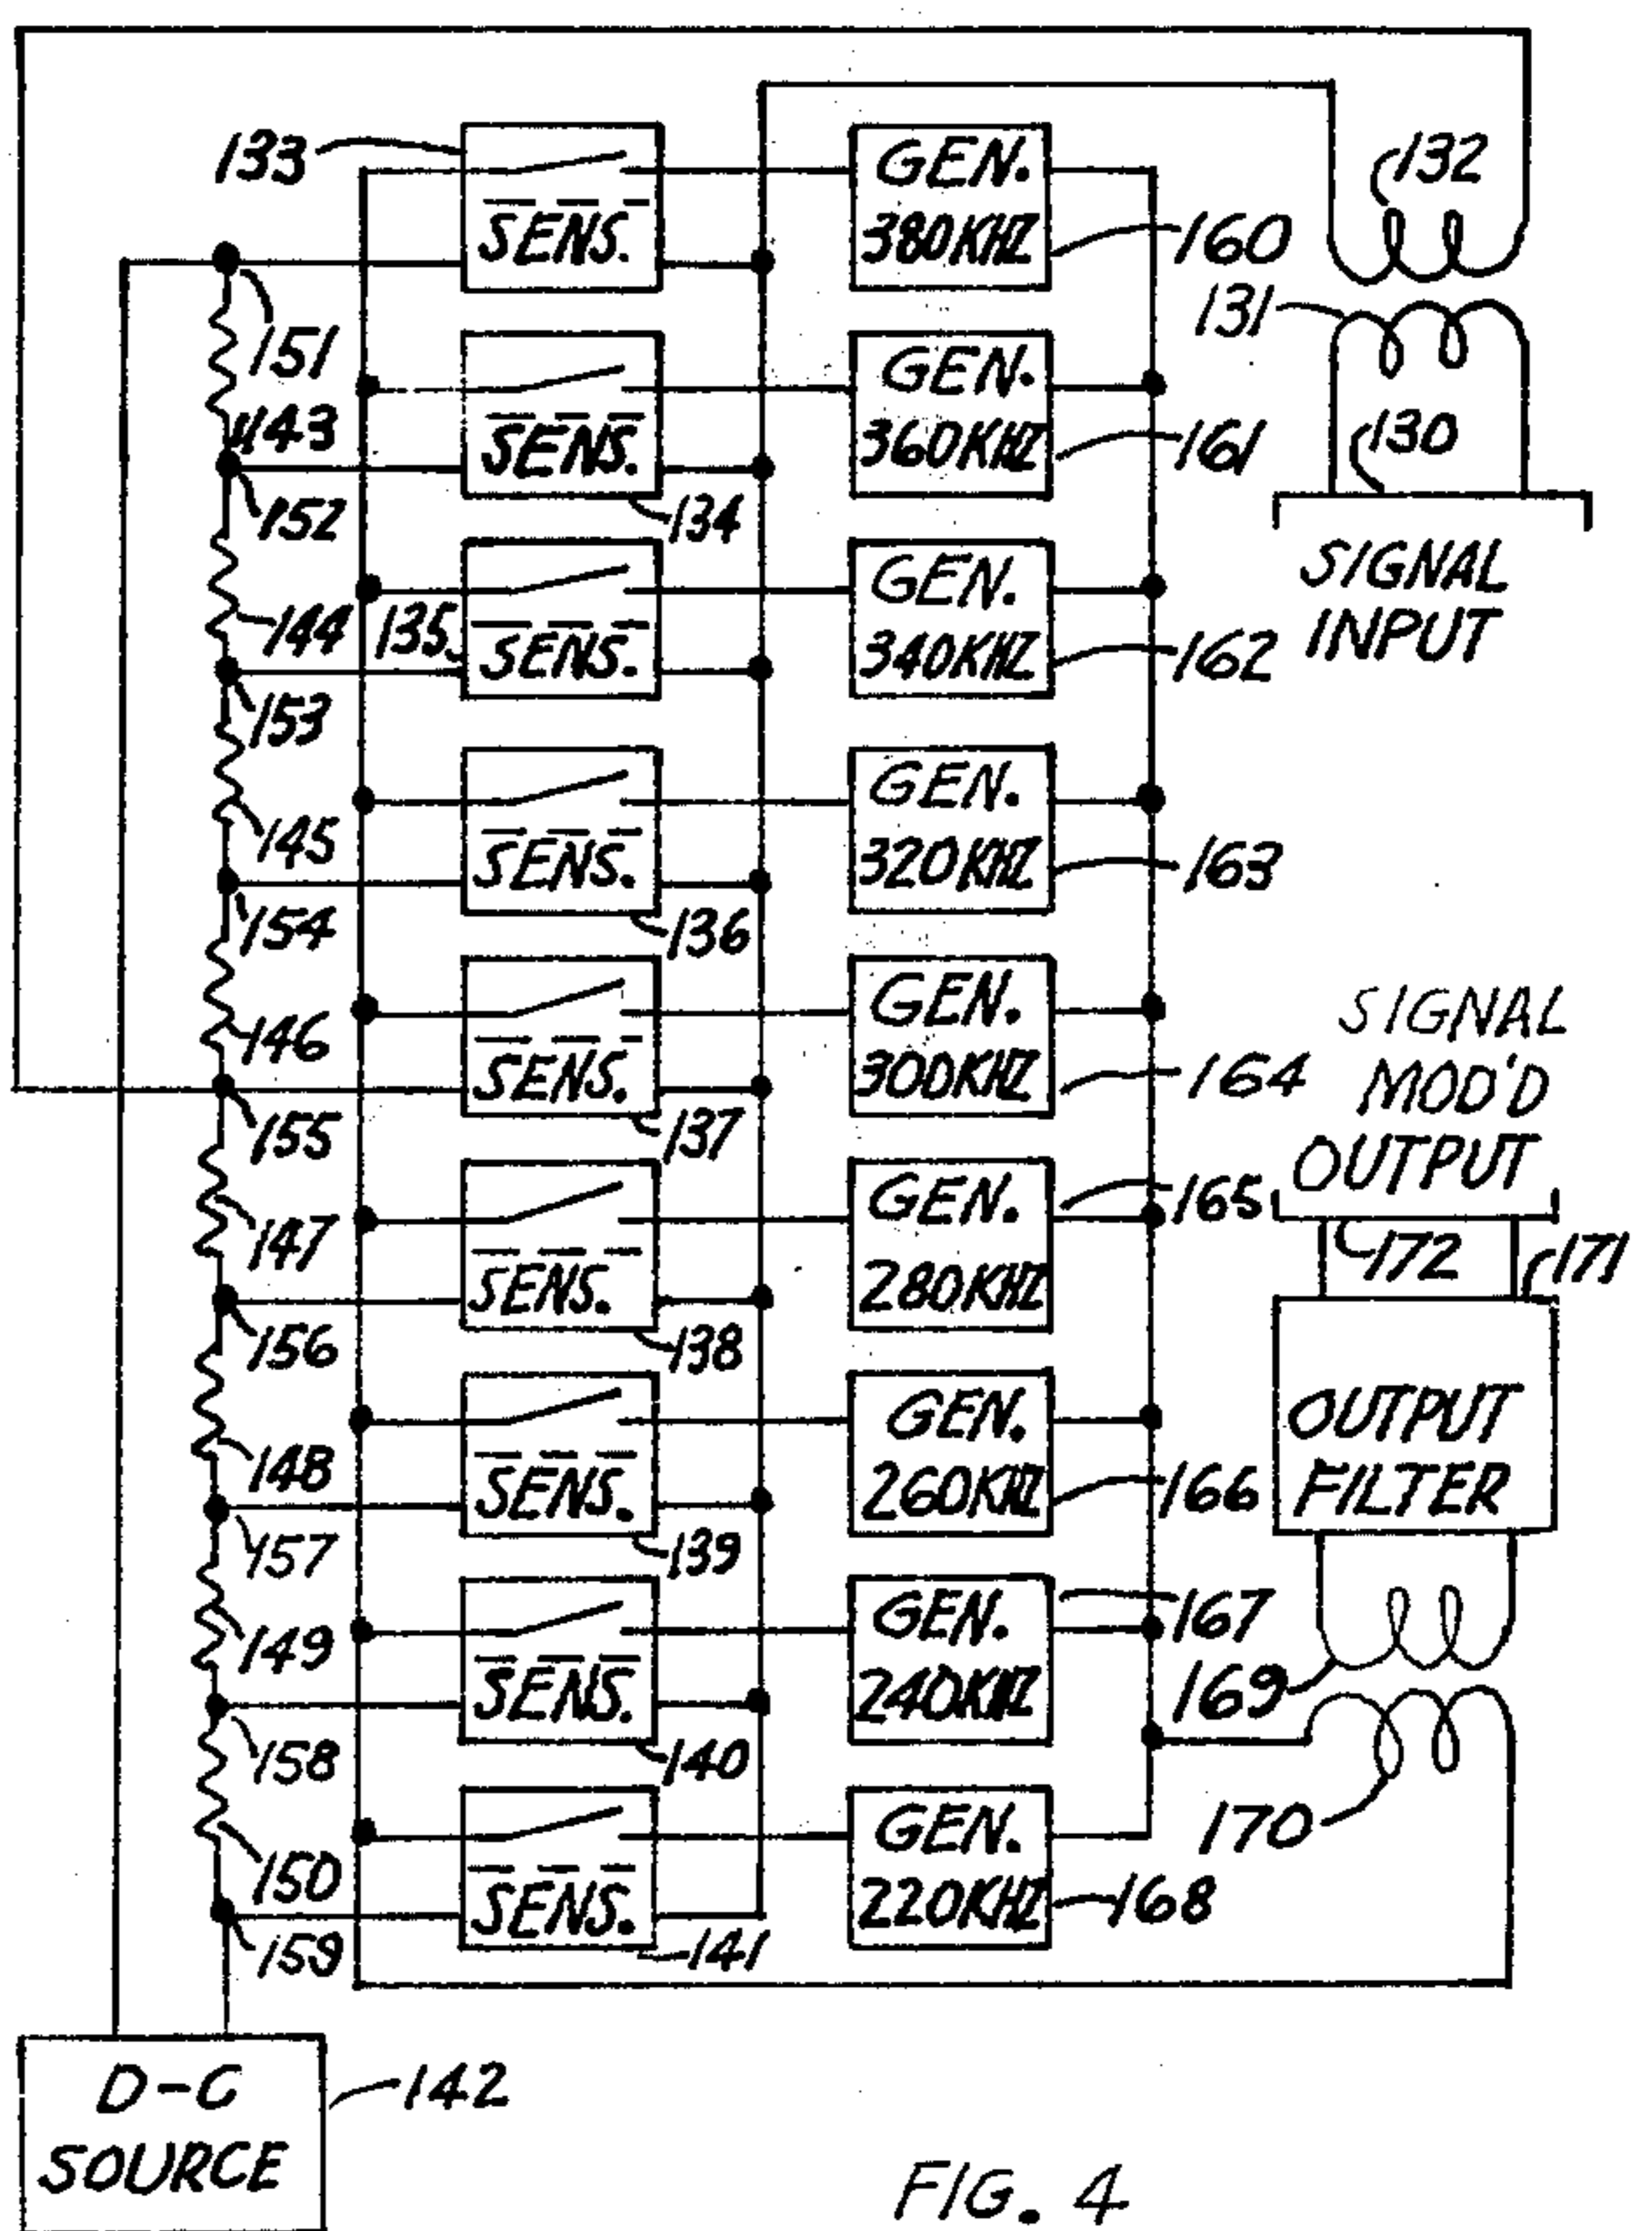 133
SENS.
GEN.
380KHZ
160
132
131
151
143
SENS.
134
GEN.
360KHZ
161
130
SIGNAL
INPUT
152
144
135
SENS.
GEN.
340KHZ
162
153
145
SENS.
136
GEN.
320KHZ
163
154
146
SENS.
137
GEN.
300KHZ
164
SIGNAL
MOD'D
OUTPUT
155
147
SENS.
138
GEN.
280KHZ
165
172
171
156
148
SENS.
139
GEN.
260KHZ
166
OUTPUT
FILTER
157
149
SENS.
140
GEN.
240KHZ
167
169
158
150
SENS.
141
GEN.
220KHZ
168
170
159
D-C
SOURCE
142
FIG. 4